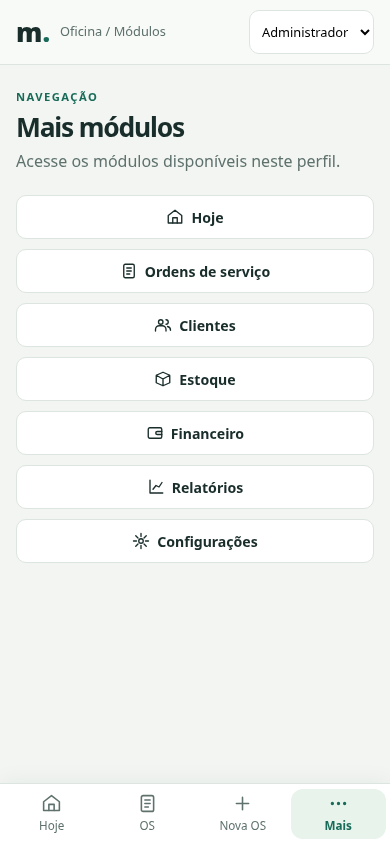 m. Oficina / Módulos Administrador
NAVEGAÇÃO
Mais módulos
Acesse os módulos disponíveis neste perfil.
Hoje
Ordens de serviço
Clientes
Estoque
Financeiro
Relatórios
Configurações
Hoje OS Nova OS Mais